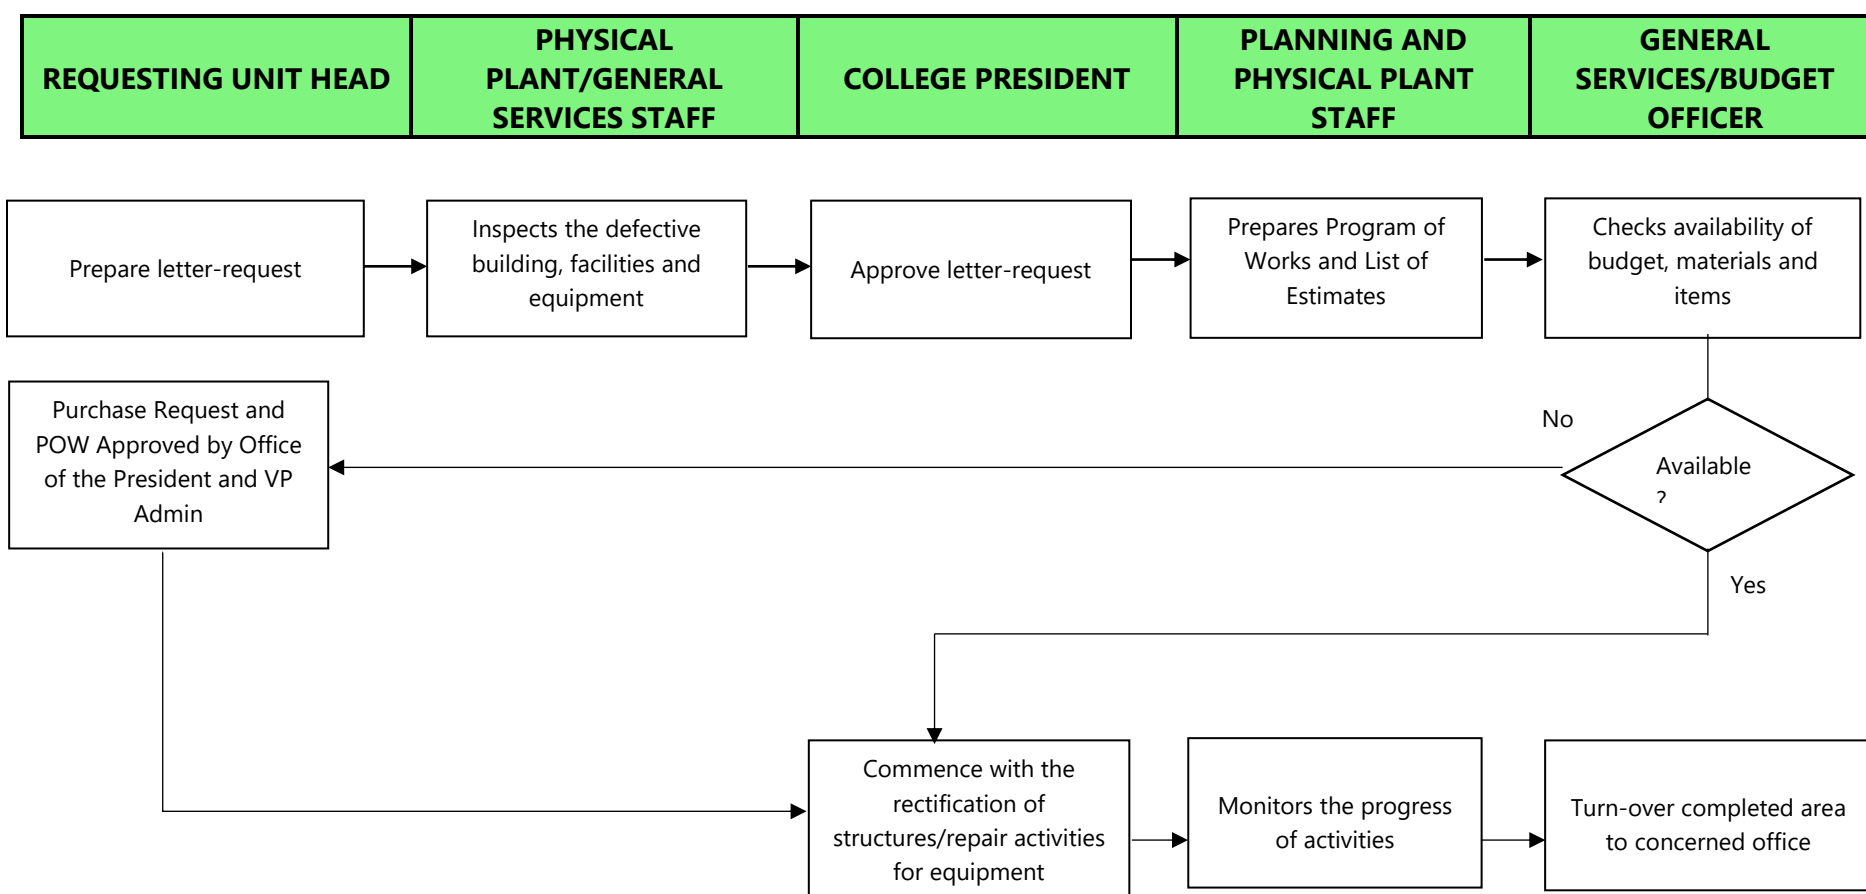 REQUESTING UNIT HEAD
PHYSICAL
PLANT/GENERAL
SERVICES STAFF
COLLEGE PRESIDENT
PLANNING AND
PHYSICAL PLANT
STAFF
GENERAL
SERVICES/BUDGET
OFFICER
Prepare letter-request
Inspects the defective
building, facilities and
equipment
Approve letter-request
Prepares Program of
Works and List of
Estimates
Checks availability of
budget, materials and
items
Purchase Request and
POW Approved by Office
of the President and VP
Admin
No
Available
?
Yes
Commence with the
rectification of
structures/repair activities
for equipment
Monitors the progress
of activities
Turn-over completed area
to concerned office